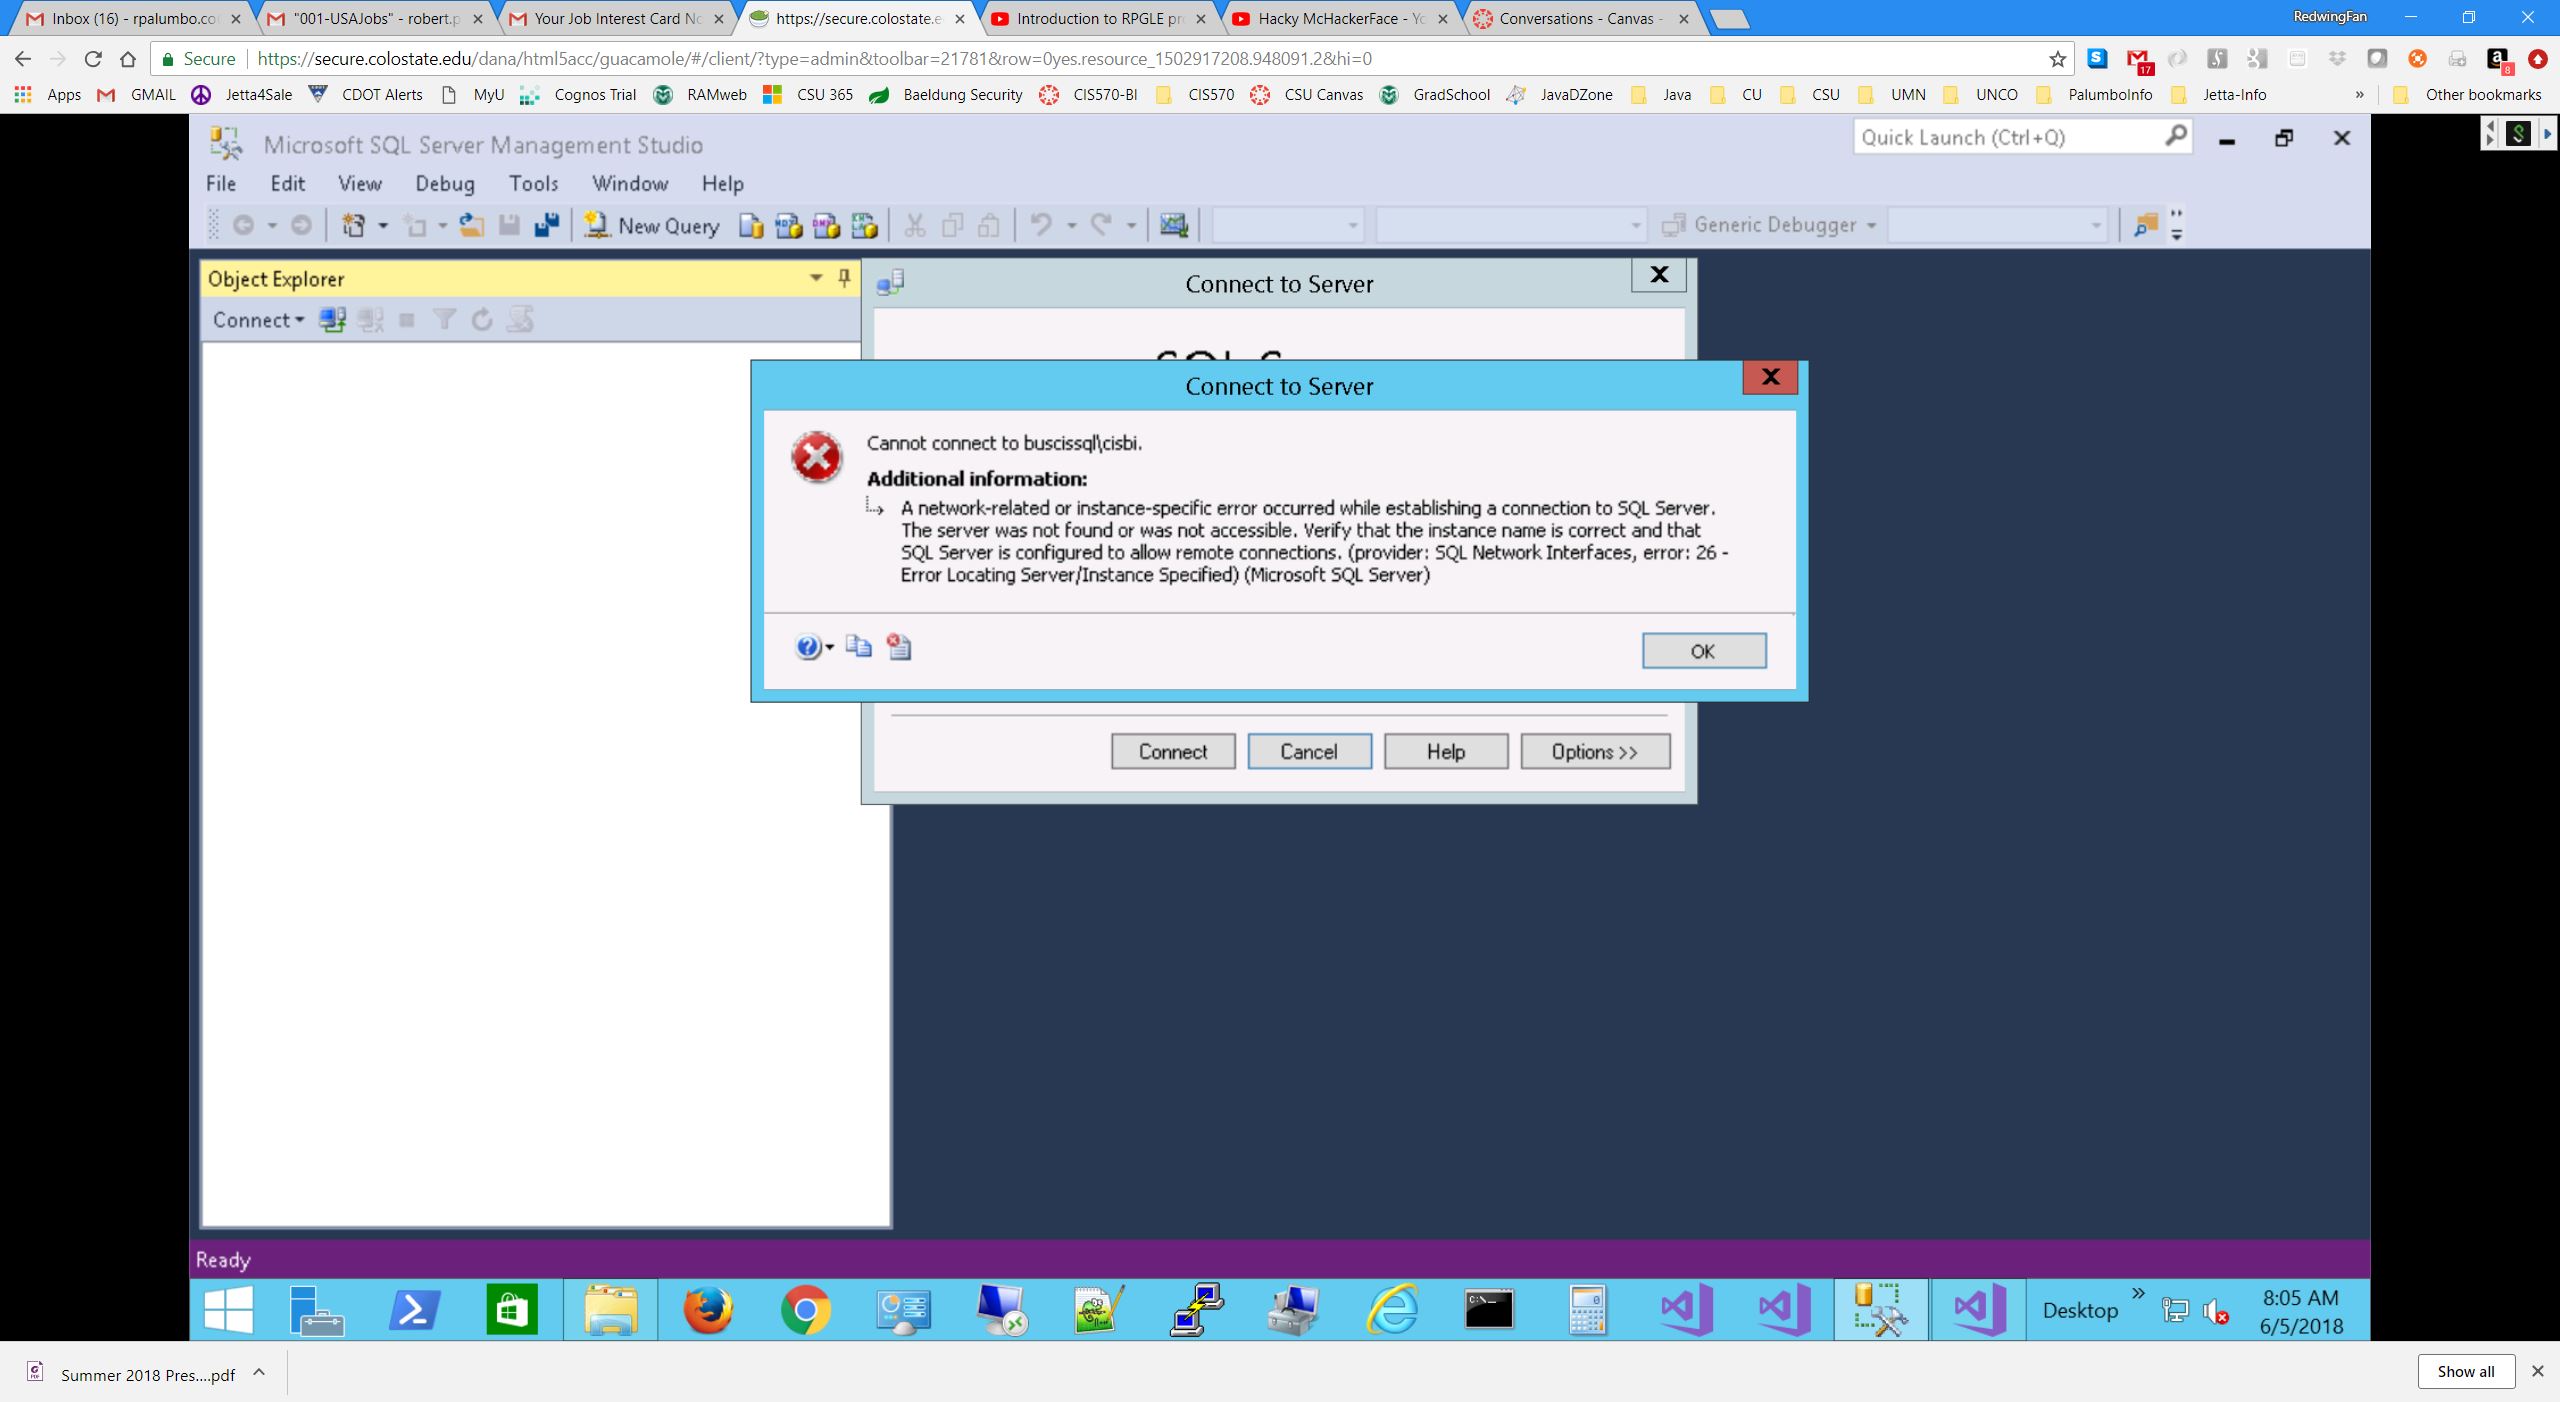 Inbox (16) - rpalumbo.co
"001-USAJobs" - robert.p
Your Job Interest Card No
https://secure.colostate.e
Introduction to RPGLE pr
Hacky McHackerFace - Yo
Conversations - Canvas -
RedwingFan
Secure
https://secure.colostate.edu/dana/html5acc/guacamole/#/client/?type=admin&toolbar=21781&row=0yes.resource_1502917208.948091.2&hi=0
17
8
Apps GMAIL Jetta4Sale CDOT Alerts MyU Cognos Trial RAMweb CSU 365 Baeldung Security CIS570-BI CIS570 CSU Canvas GradSchool JavaDZone Java CU CSU UMN UNCO PalumboInfo Jetta-Info » Other bookmarks
Microsoft SQL Server Management Studio
Quick Launch (Ctrl+Q)
File Edit View Debug Tools Window Help
New Query
Generic Debugger
Object Explorer
Connect
Connect to Server
Connect to Server
Cannot connect to buscissql\cisbi.
Additional information:
A network-related or instance-specific error occurred while establishing a connection to SQL Server.
The server was not found or was not accessible. Verify that the instance name is correct and that
SQL Server is configured to allow remote connections. (provider: SQL Network Interfaces, error: 26 -
Error Locating Server/Instance Specified) (Microsoft SQL Server)
OK
Connect Cancel Help Options >>
Ready
Desktop »
8:05 AM
6/5/2018
Summer 2018 Pres....pdf
Show all